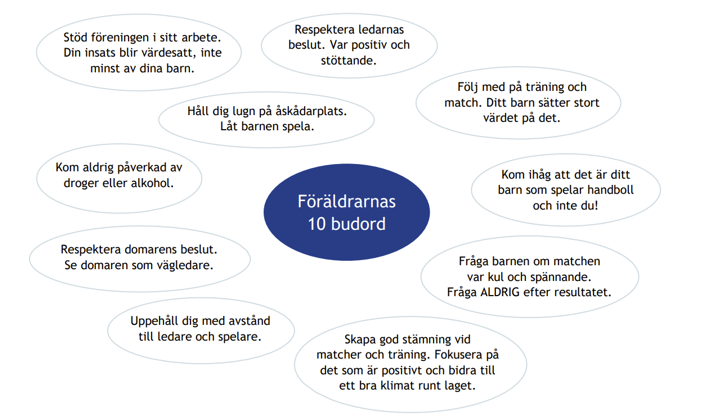 Stöd föreningen i sitt arbete.
Din insats blir värdesatt, inte
minst av dina barn.
Respektera ledarnas
beslut. Var positiv och
stöttande.
Följ med på träning och
match. Ditt barn sätter stort
värdet på det.
Håll dig lugn på åskådarplats.
Låt barnen spela.
Kom aldrig påverkad av
droger eller alkohol.
Föräldrarnas
10 budord
Kom ihåg att det är ditt
barn som spelar handboll
och inte du!
Respektera domarens beslut.
Se domaren som vägledare.
Fråga barnen om matchen
var kul och spännande.
Fråga ALDRIG efter resultatet.
Uppehåll dig med avstånd
till ledare och spelare.
Skapa god stämning vid
matcher och träning. Fokusera på
det som är positivt och bidra till
ett bra klimat runt laget.